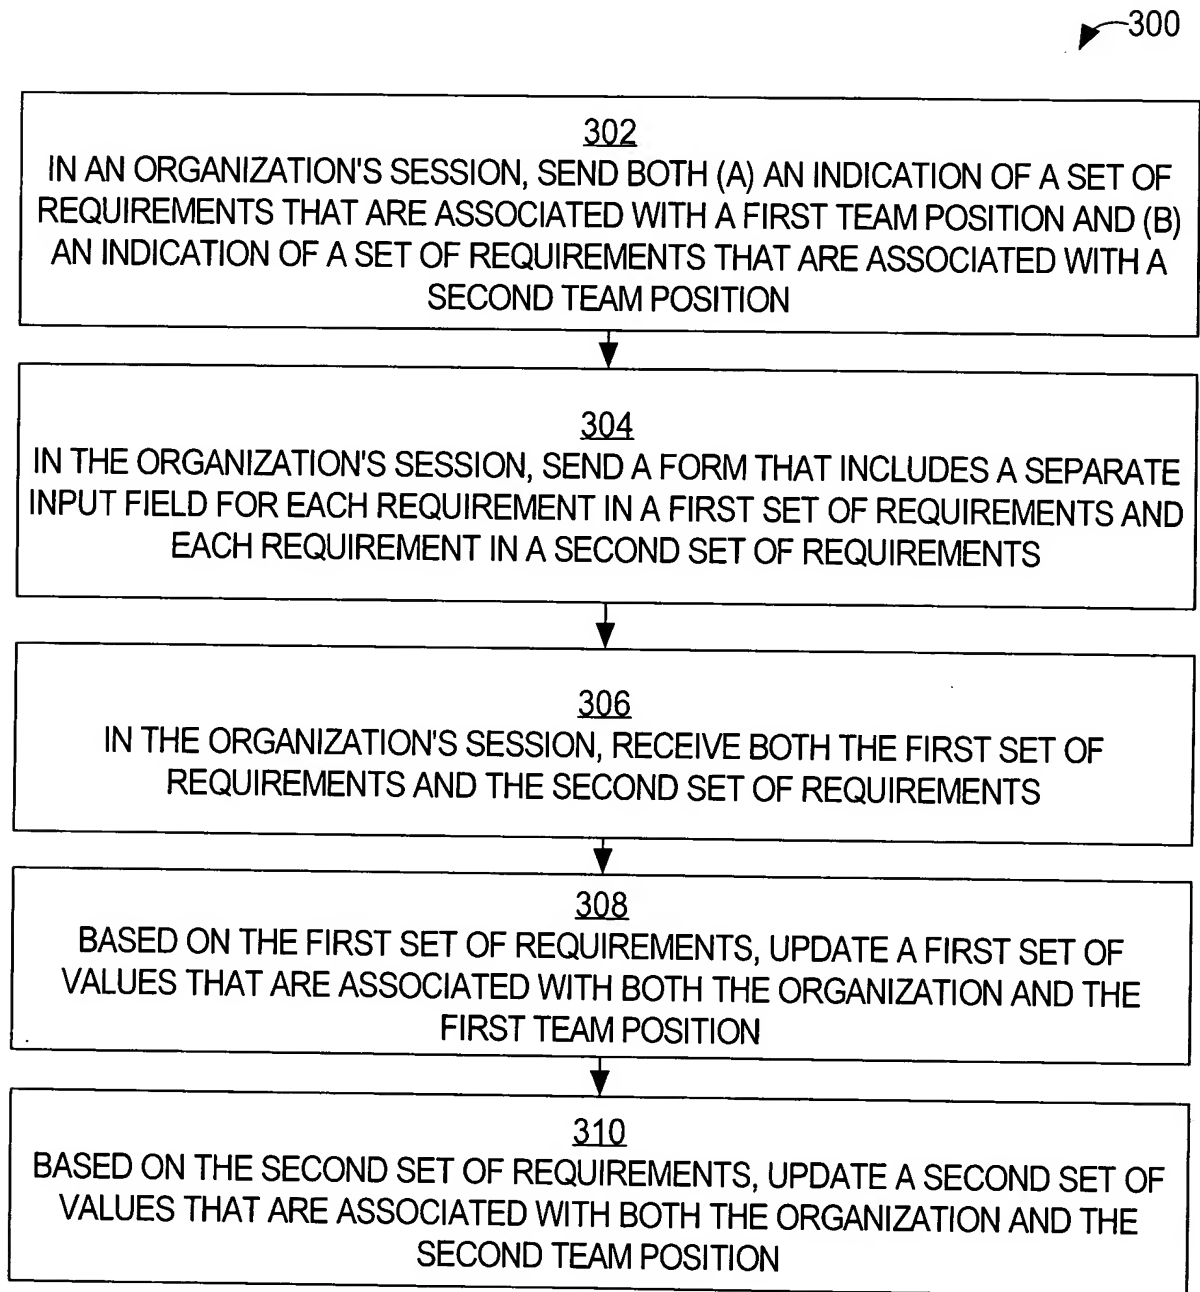 300
302
IN AN ORGANIZATION'S SESSION, SEND BOTH (A) AN INDICATION OF A SET OF
REQUIREMENTS THAT ARE ASSOCIATED WITH A FIRST TEAM POSITION AND (B)
AN INDICATION OF A SET OF REQUIREMENTS THAT ARE ASSOCIATED WITH A
SECOND TEAM POSITION
304
IN THE ORGANIZATION'S SESSION, SEND A FORM THAT INCLUDES A SEPARATE
INPUT FIELD FOR EACH REQUIREMENT IN A FIRST SET OF REQUIREMENTS AND
EACH REQUIREMENT IN A SECOND SET OF REQUIREMENTS
306
IN THE ORGANIZATION'S SESSION, RECEIVE BOTH THE FIRST SET OF
REQUIREMENTS AND THE SECOND SET OF REQUIREMENTS
308
BASED ON THE FIRST SET OF REQUIREMENTS, UPDATE A FIRST SET OF
VALUES THAT ARE ASSOCIATED WITH BOTH THE ORGANIZATION AND THE
FIRST TEAM POSITION
310
BASED ON THE SECOND SET OF REQUIREMENTS, UPDATE A SECOND SET OF
VALUES THAT ARE ASSOCIATED WITH BOTH THE ORGANIZATION AND THE
SECOND TEAM POSITION